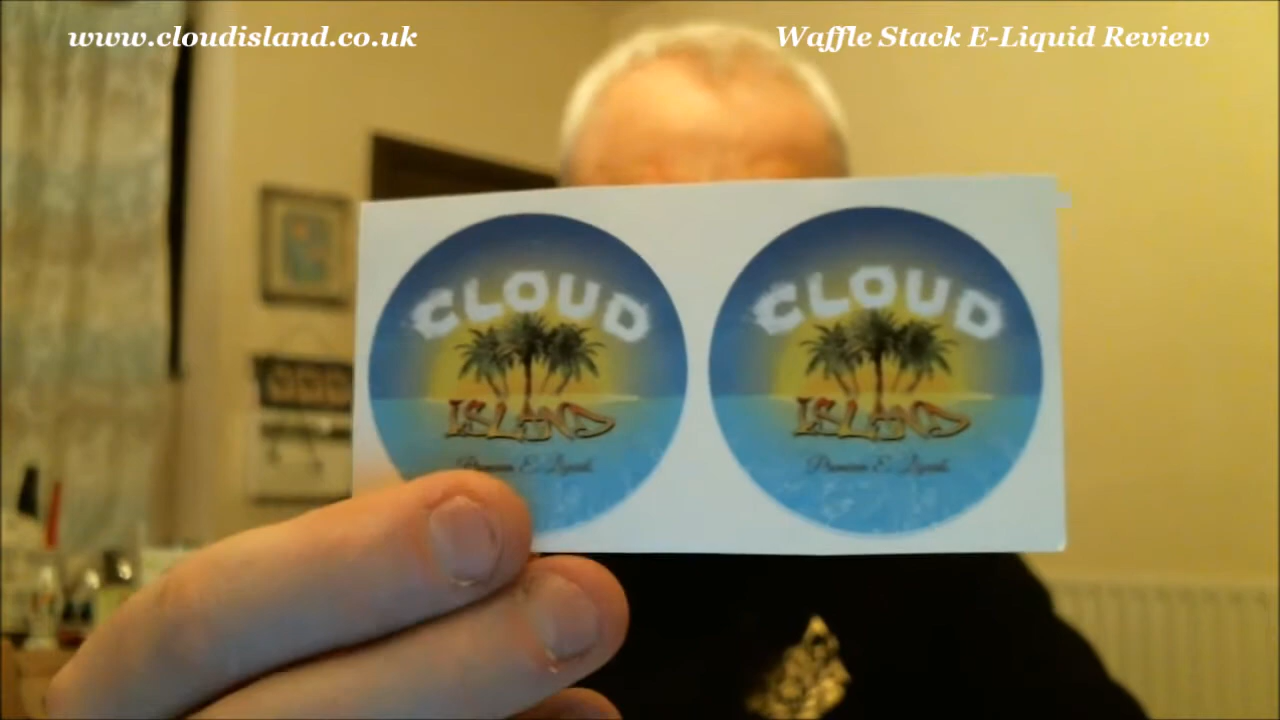 www.cloudisland.co.uk
Waffle Stack E-Liquid Review
CLOUD
ISLAND
Premium E-Liquids
CLOUD
ISLAND
Premium E-Liquids